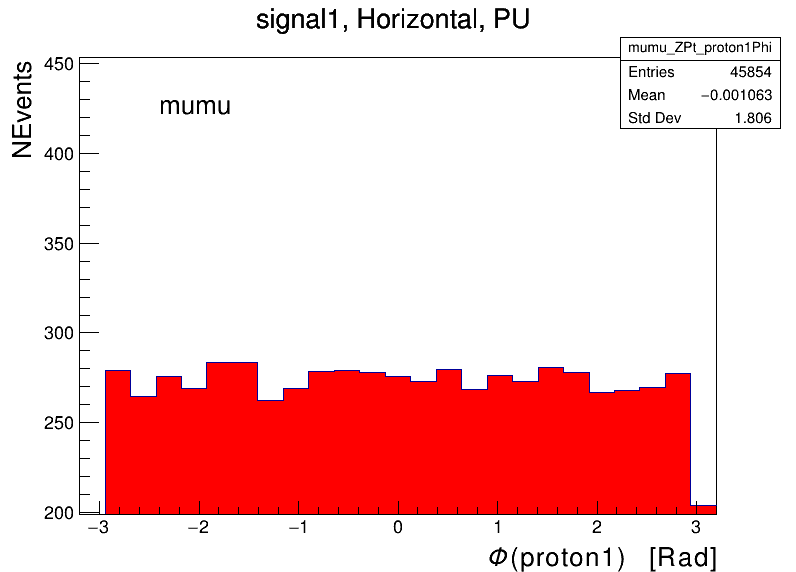 signal1, Horizontal, PU
mumu_ZPt_proton1Phi
Entries 45854
Mean −0.001063
Std Dev 1.806
NEvents
mumu
450
400
350
300
250
200
−3 −2 −1 0 1 2 3
Φ(proton1) [Rad]